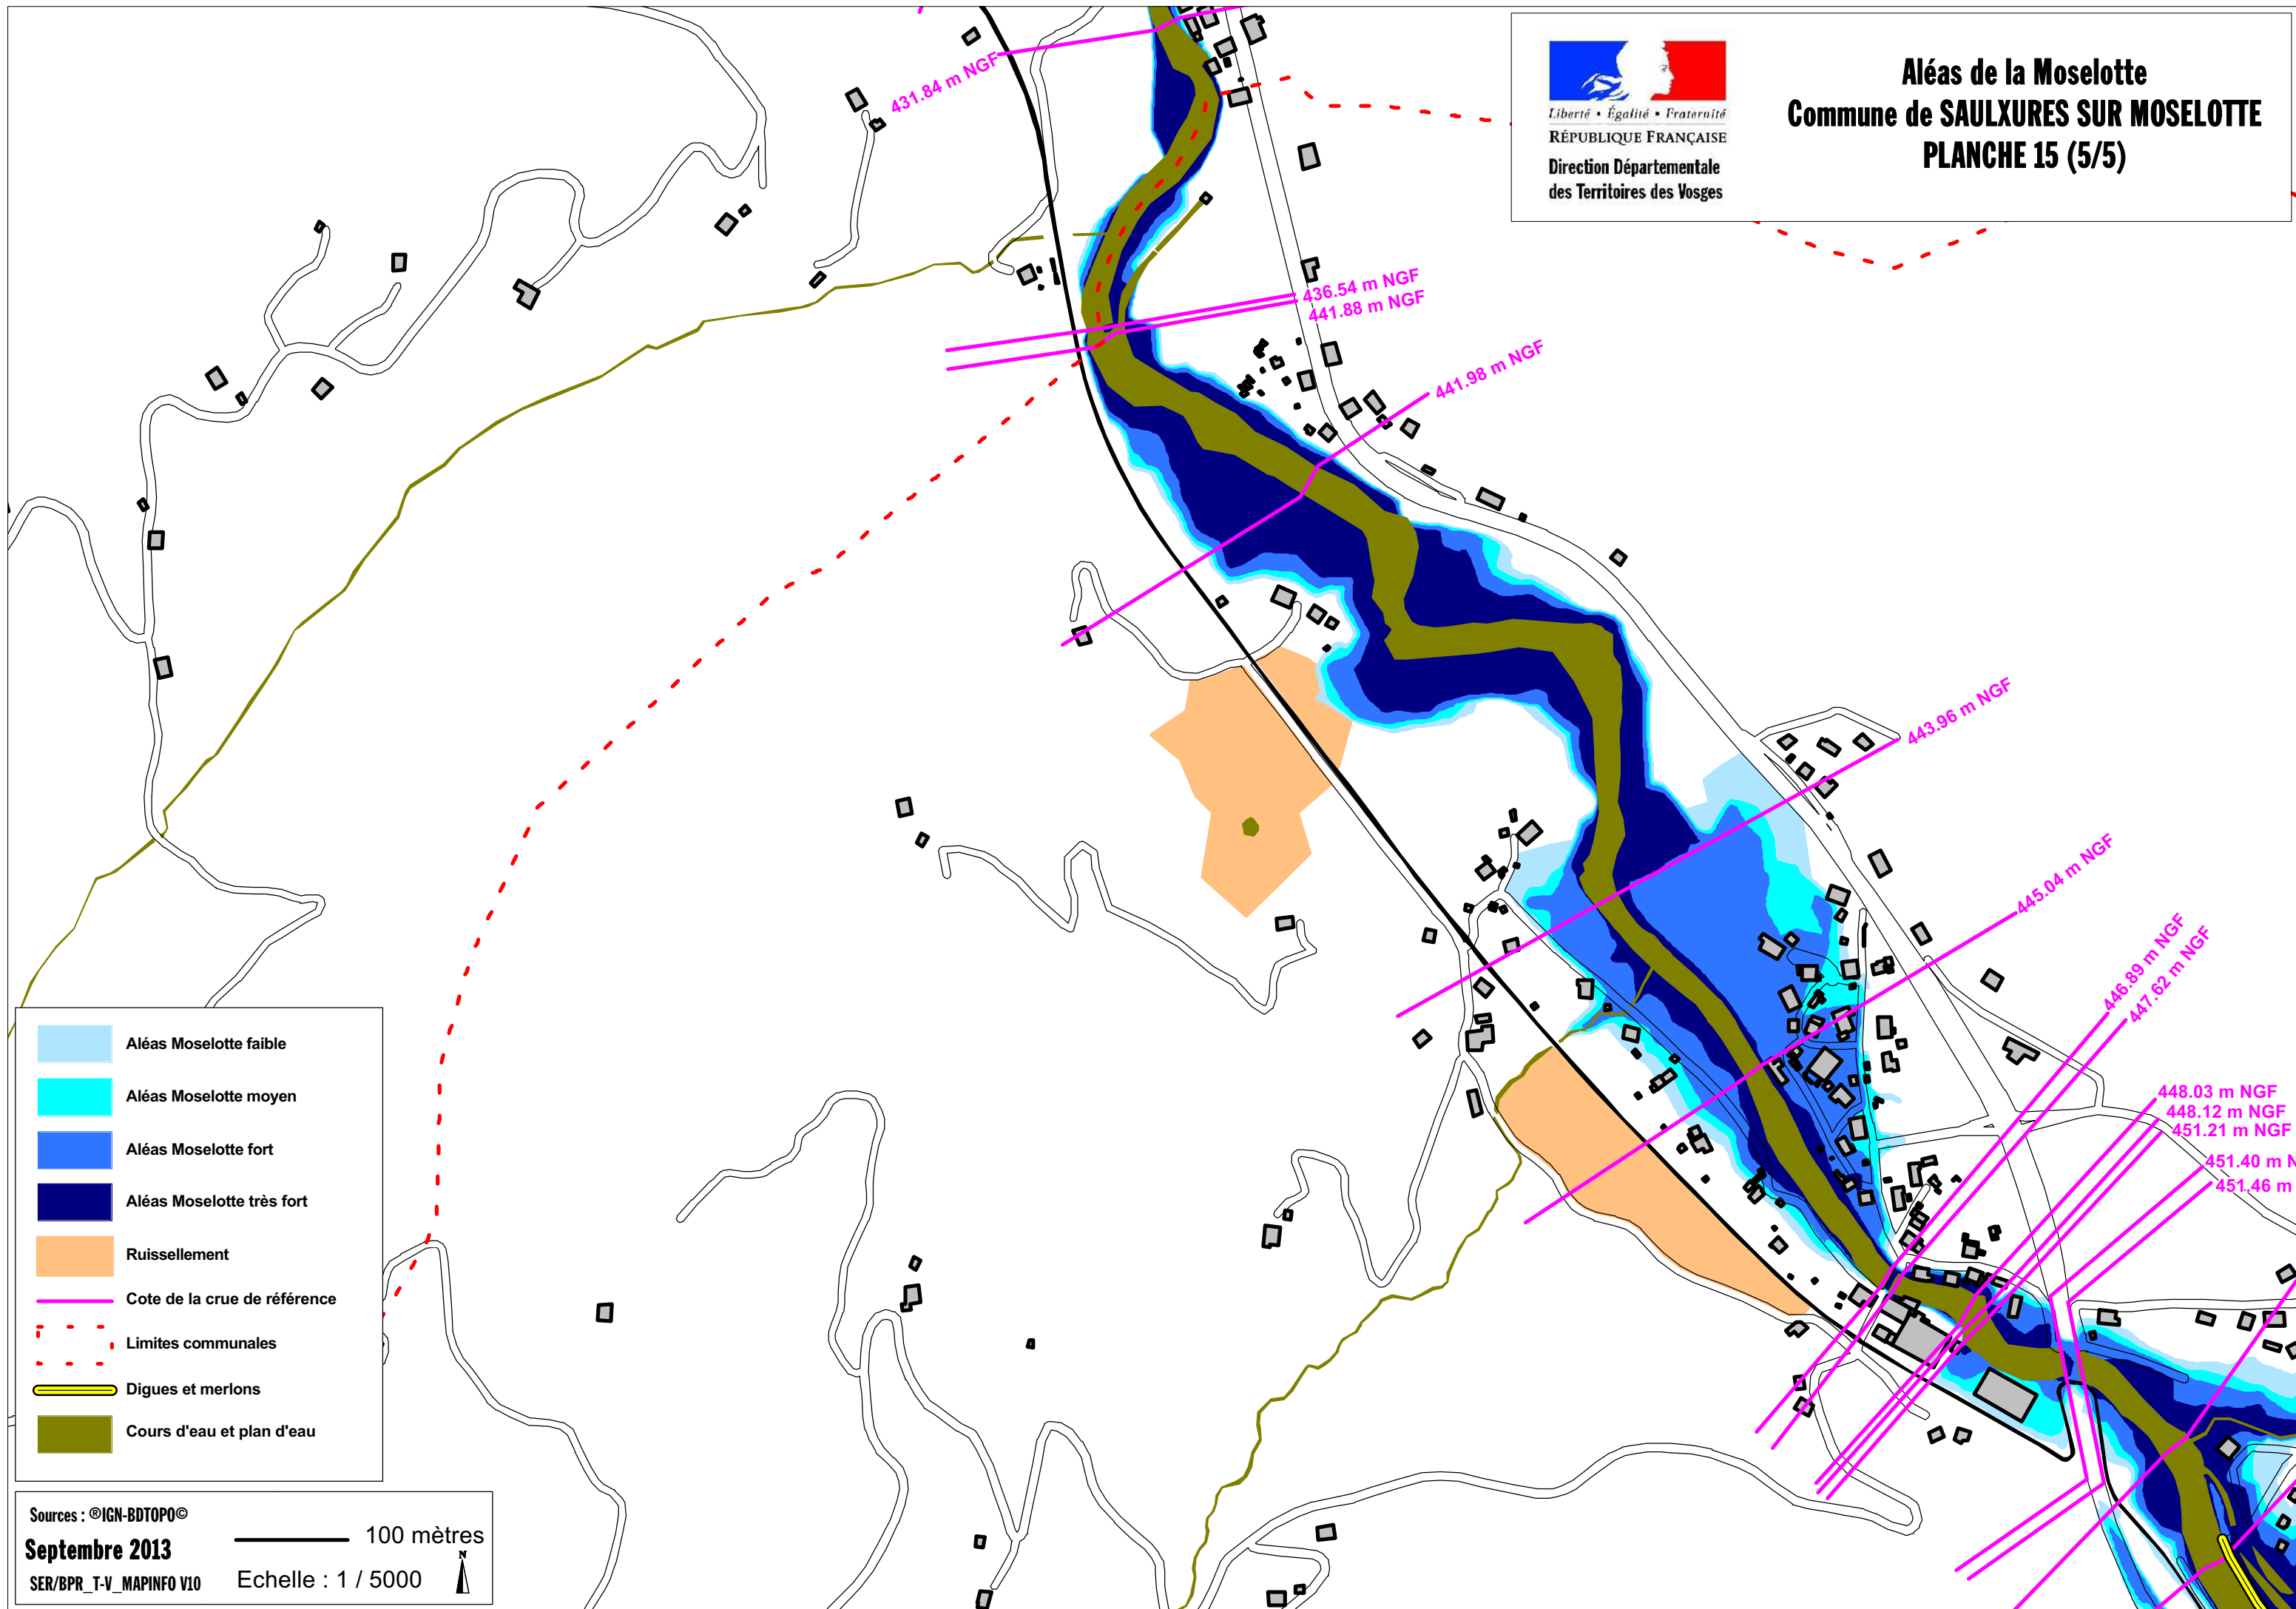 Liberté • Égalité • Fraternité
RÉPUBLIQUE FRANÇAISE
Direction Départementale
des Territoires des Vosges
Aléas de la Moselotte
Commune de SAULXURES SUR MOSELOTTE
PLANCHE 15 (5/5)
431.84 m NGF
436.54 m NGF
441.88 m NGF
441.98 m NGF
443.96 m NGF
445.04 m NGF
446.89 m NGF
447.62 m NGF
448.03 m NGF
448.12 m NGF
451.21 m NGF
451.40 m N
451.46 m
Aléas Moselotte faible
Aléas Moselotte moyen
Aléas Moselotte fort
Aléas Moselotte très fort
Ruissellement
Cote de la crue de référence
Limites communales
Digues et merlons
Cours d'eau et plan d'eau
Sources : ®IGN-BDTOPO©
Septembre 2013
SER/BPR_T-V_MAPINFO V10
100 mètres
Echelle : 1 / 5000
N